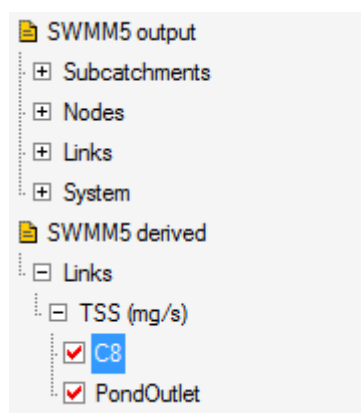 SWMM5 output
Subcatchments
Nodes
Links
System
SWMM5 derived
Links
TSS (mg/s)
C8
PondOutlet